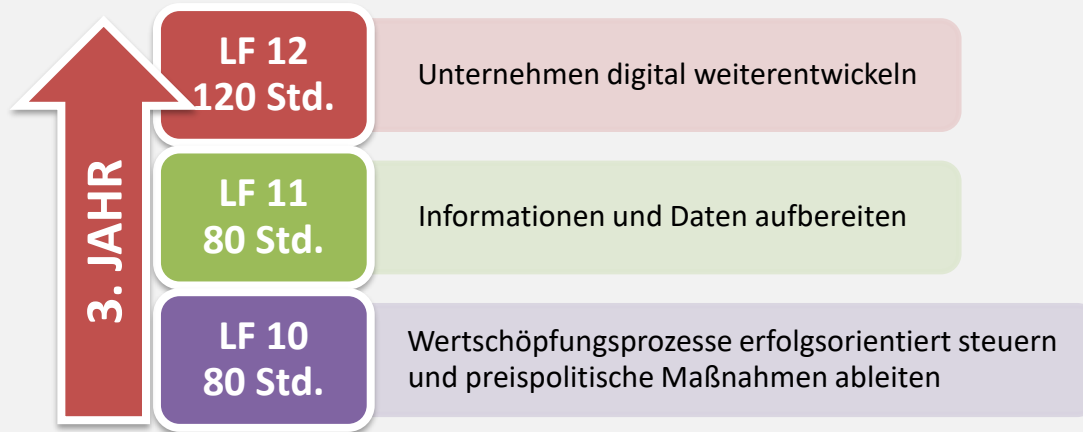 3. JAHR
LF 12
120 Std.
Unternehmen digital weiterentwickeln
LF 11
80 Std.
Informationen und Daten aufbereiten
LF 10
80 Std.
Wertschöpfungsprozesse erfolgsorientiert steuern
und preispolitische Maßnahmen ableiten